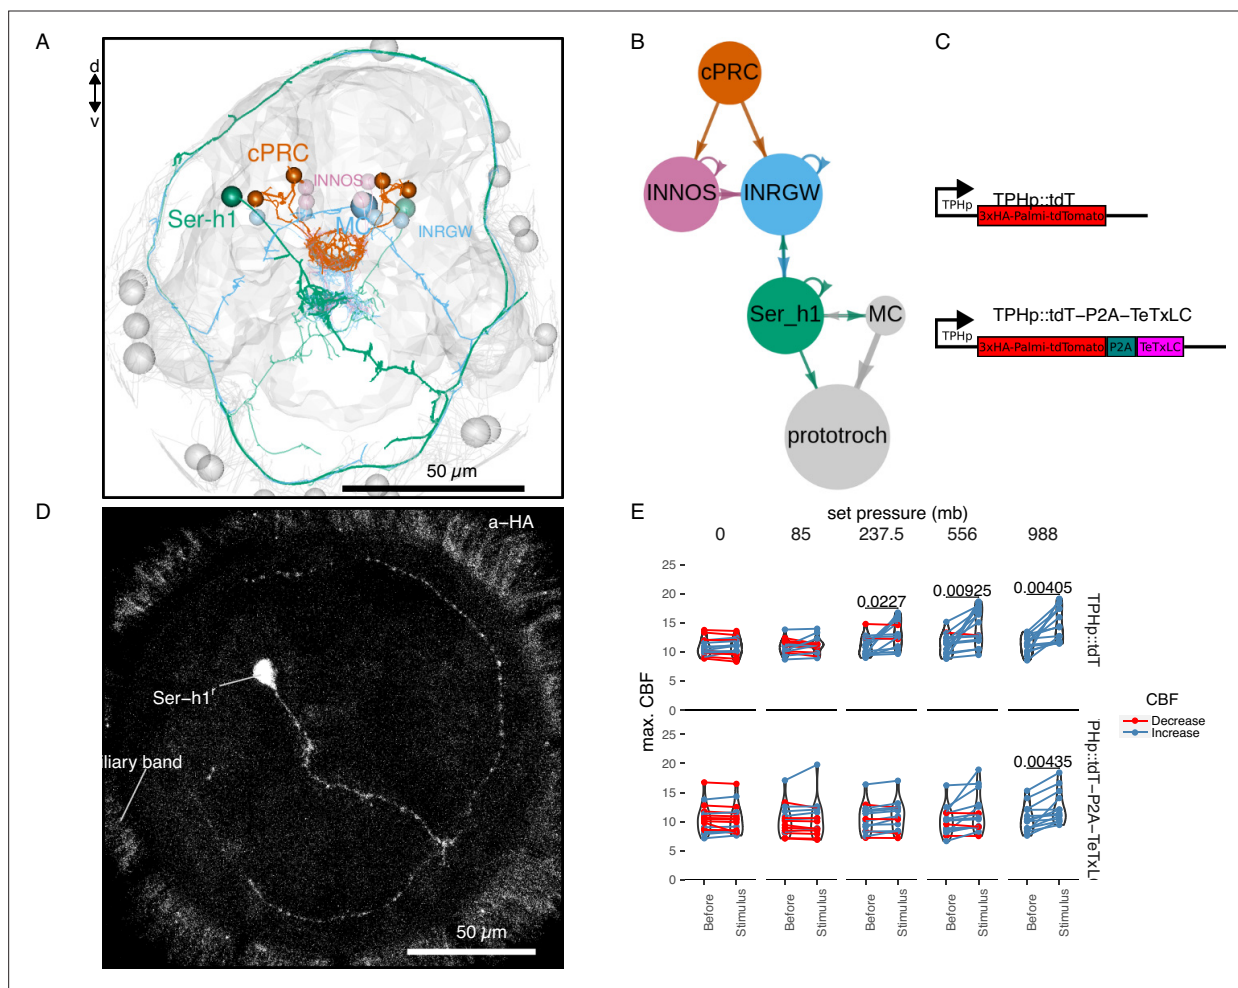 A
d
v
cPRC
INNOS
Ser-h1
MC
INRGW
50 µm
B
cPRC
INNOS
INRGW
Ser_h1
MC
prototroch
C
TPHp::tdT
TPHp
3xHA-Palmi-tdTomato
TPHp::tdT−P2A−TeTxLC
TPHp
3xHA-Palmi-tdTomato
P2A
TeTxLC
D
a−HA
Ser−h1r
iliary band
50 µm
E
set pressure (mb)
0
85
237.5
556
988
max. CBF
25
20
15
10
5
0
0.0227
0.00925
0.00405
TPHp::tdT
25
20
15
10
5
0
0.00435
PHp::tdT−P2A−TeTxL
Before
Stimulus
Before
Stimulus
Before
Stimulus
Before
Stimulus
Before
Stimulus
CBF
Decrease
Increase